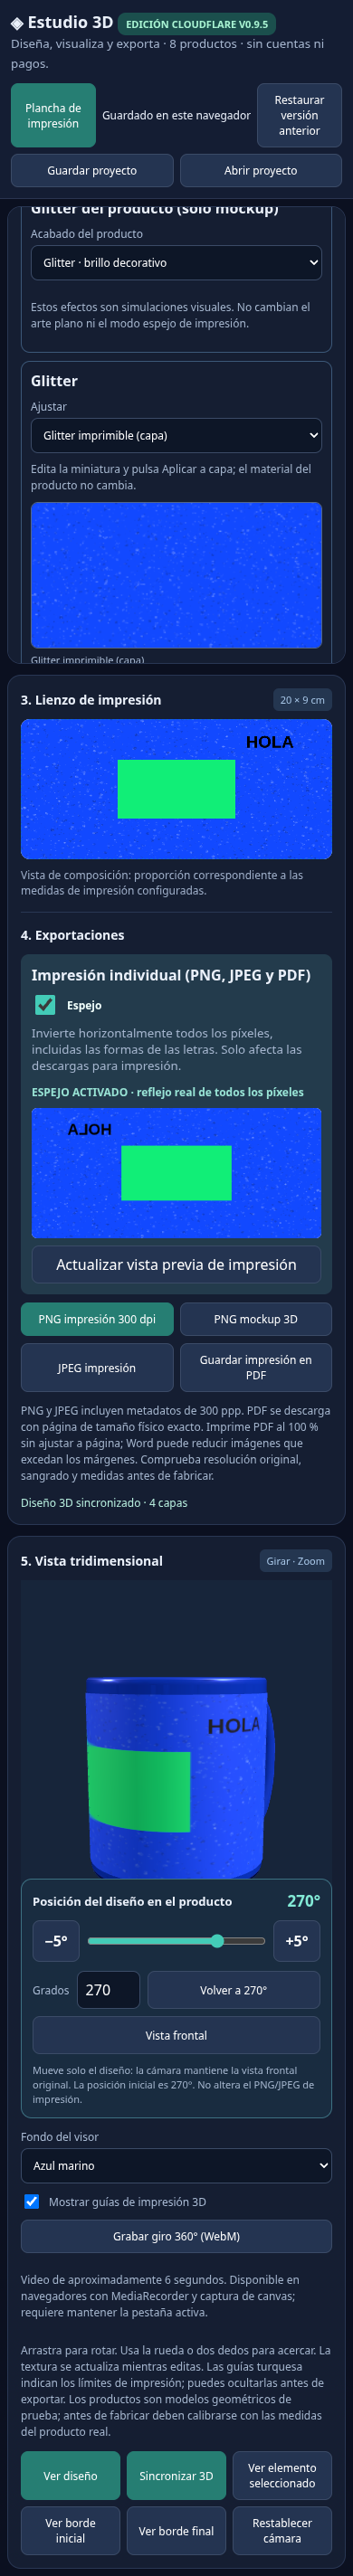 ◈ Estudio 3D EDICIÓN CLOUDFLARE V0.9.5
Diseña, visualiza y exporta · 8 productos · sin cuentas ni
pagos.
Plancha de
impresión
Guardado en este navegador
Restaurar
versión
anterior
Guardar proyecto
Abrir proyecto
Glitter del producto (solo mockup)
Acabado del producto
Glitter · brillo decorativo
Estos efectos son simulaciones visuales. No cambian el
arte plano ni el modo espejo de impresión.
Glitter
Ajustar
Glitter imprimible (capa)
Edita la miniatura y pulsa Aplicar a capa; el material del
producto no cambia.
Glitter imprimible (capa)
3. Lienzo de impresión
20 × 9 cm
HOLA
Vista de composición: proporción correspondiente a las
medidas de impresión configuradas.
4. Exportaciones
Impresión individual (PNG, JPEG y PDF)
Espejo
Invierte horizontalmente todos los píxeles,
incluidas las formas de las letras. Solo afecta las
descargas para impresión.
ESPEJO ACTIVADO · reflejo real de todos los píxeles
HOLA
Actualizar vista previa de impresión
PNG impresión 300 dpi
PNG mockup 3D
JPEG impresión
Guardar impresión en
PDF
PNG y JPEG incluyen metadatos de 300 ppp. PDF se descarga
con página de tamaño físico exacto. Imprime PDF al 100 %
sin ajustar a página; Word puede reducir imágenes que
excedan los márgenes. Comprueba resolución original,
sangrado y medidas antes de fabricar.
Diseño 3D sincronizado · 4 capas
5. Vista tridimensional
Girar · Zoom
HOLA
Posición del diseño en el producto
270°
−5°
+5°
Grados
270
Volver a 270°
Vista frontal
Mueve solo el diseño: la cámara mantiene la vista frontal
original. La posición inicial es 270°. No altera el PNG/JPEG de
impresión.
Fondo del visor
Azul marino
Mostrar guías de impresión 3D
Grabar giro 360° (WebM)
Video de aproximadamente 6 segundos. Disponible en
navegadores con MediaRecorder y captura de canvas;
requiere mantener la pestaña activa.
Arrastra para rotar. Usa la rueda o dos dedos para acercar. La
textura se actualiza mientras editas. Las guías turquesa
indican los límites de impresión; puedes ocultarlas antes de
exportar. Los productos son modelos geométricos de
prueba; antes de fabricar deben calibrarse con las medidas
del producto real.
Ver diseño
Sincronizar 3D
Ver elemento
seleccionado
Ver borde
inicial
Ver borde final
Restablecer
cámara